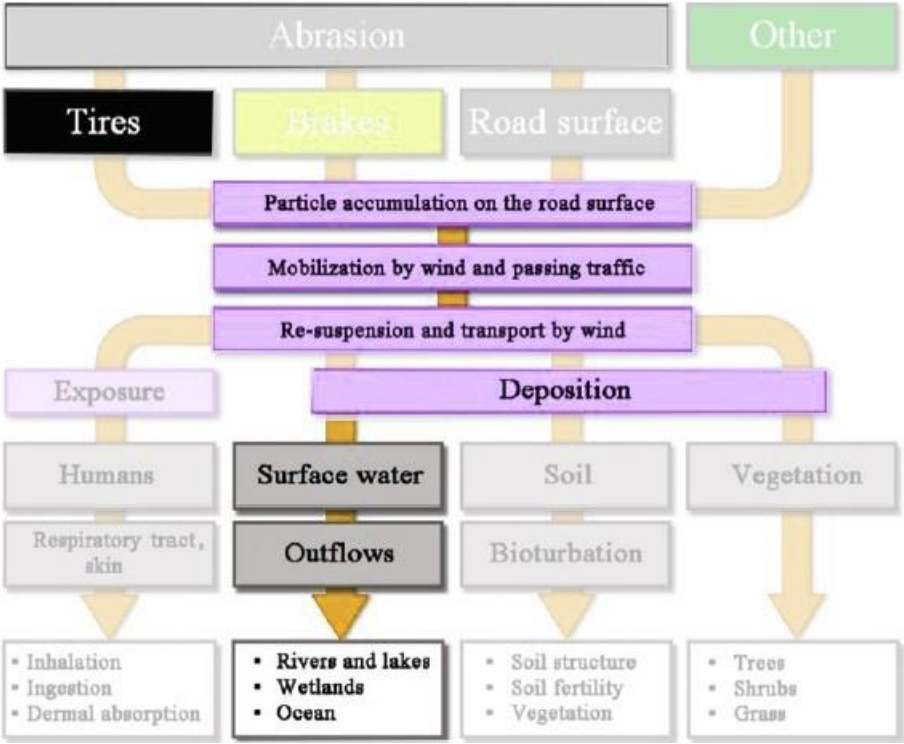 Abrasion
Other
Tires
Brakes
Road surface
Particle accumulation on the road surface
Mobilization by wind and passing traffic
Re-suspension and transport by wind
Exposure
Deposition
Humans
Surface water
Soil
Vegetation
Respiratory tract,
skin
Outflows
Bioturbation
▪ Inhalation
▪ Ingestion
▪ Dermal absorption
▪ Rivers and lakes
▪ Wetlands
▪ Ocean
▪ Soil structure
▪ Soil fertility
▪ Vegetation
▪ Trees
▪ Shrubs
▪ Grass